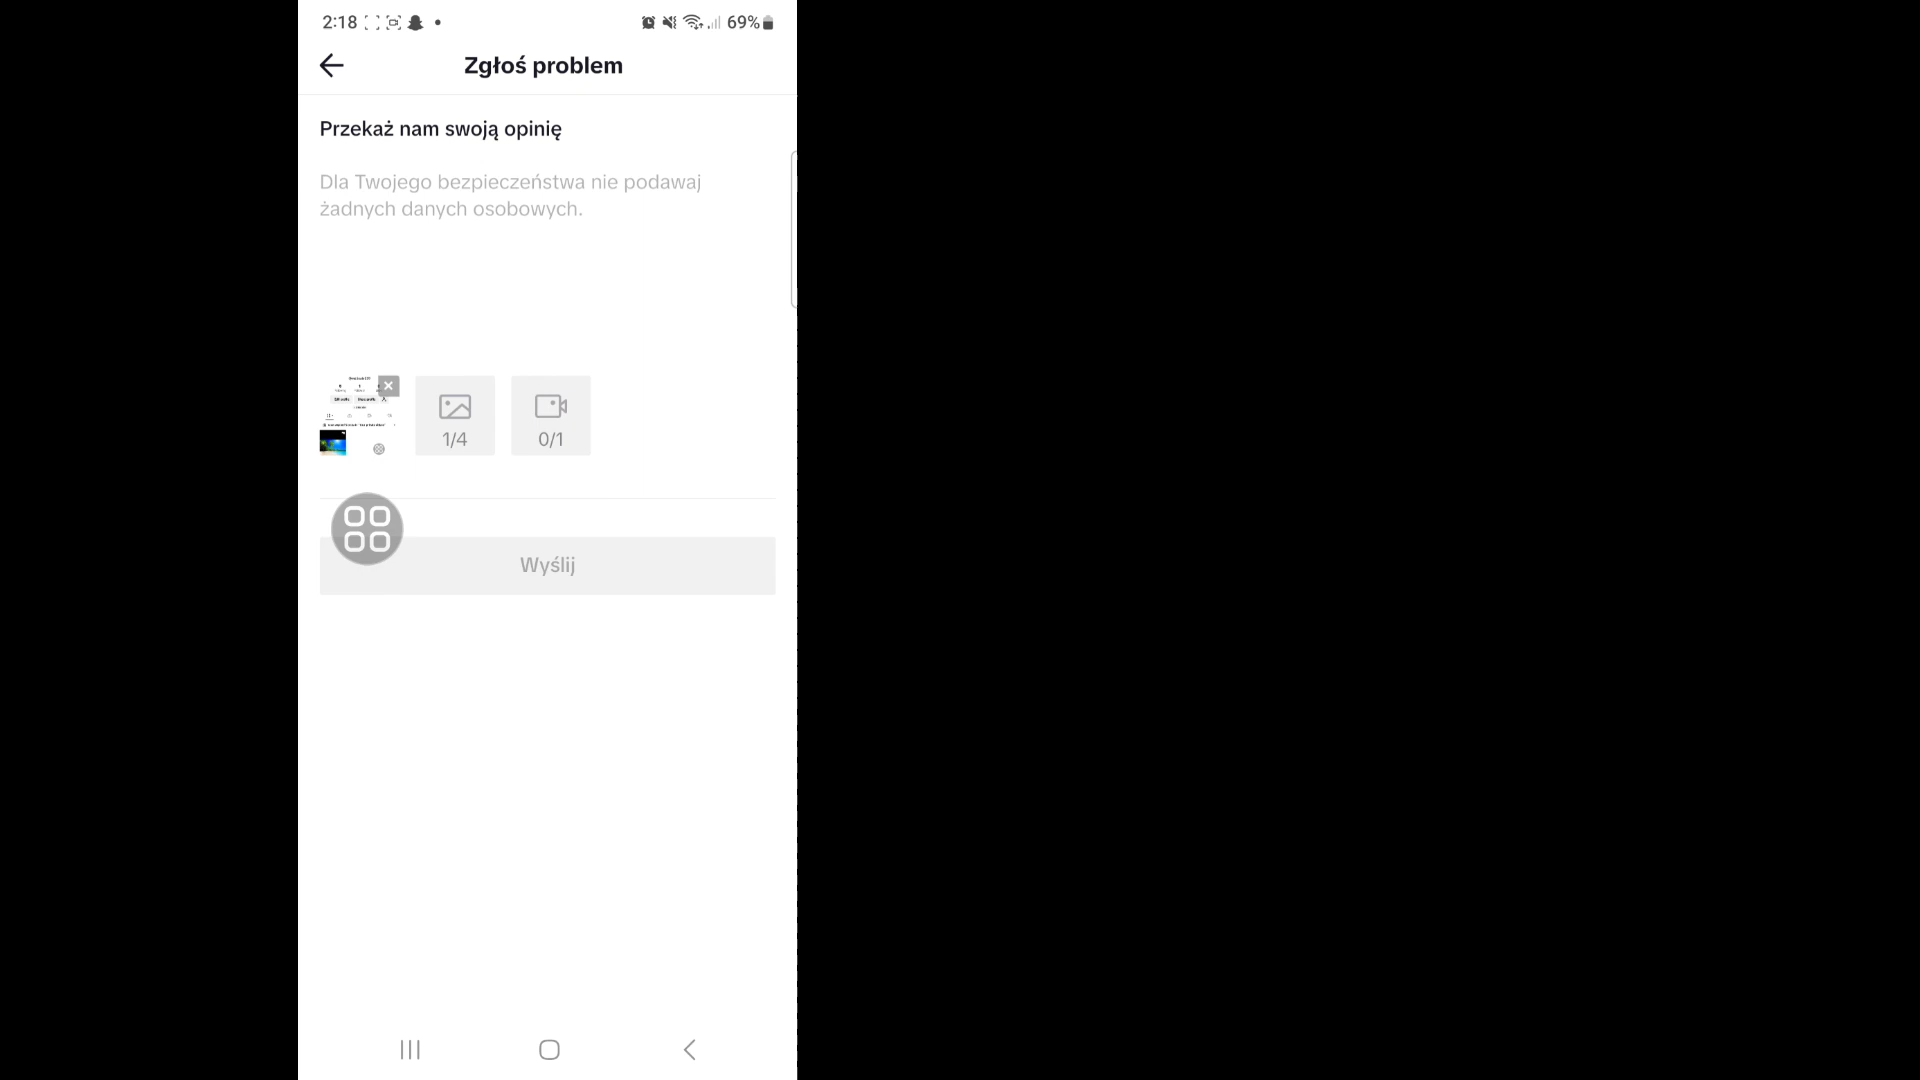 2:18
69%
Zgłoś problem
Przekaż nam swoją opinię
Dla Twojego bezpieczeństwa nie podawaj
żadnych danych osobowych.
1/4
0/1
Wyślij